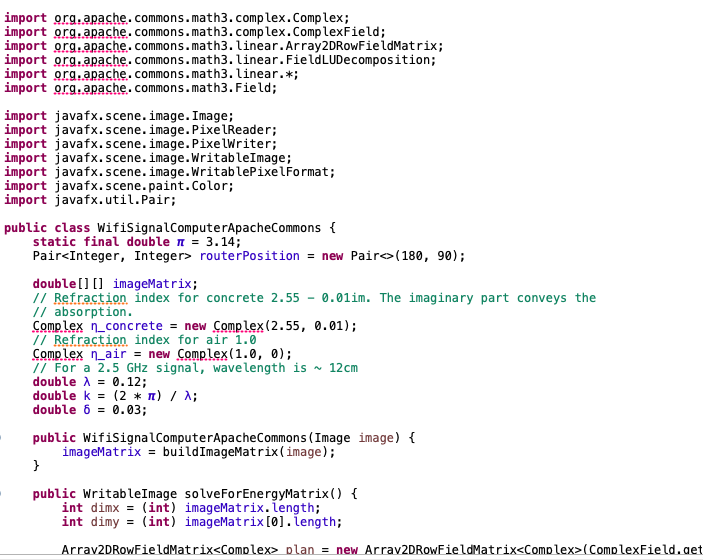 import org.apache.commons.math3.complex.Complex;
import org.apache.commons.math3.complex.ComplexField;
import org.apache.commons.math3.linear.Array2DRowFieldMatrix;
import org.apache.commons.math3.linear.FieldLUDecomposition;
import org.apache.commons.math3.linear.*;
import org.apache.commons.math3.Field;

import javafx.scene.image.Image;
import javafx.scene.image.PixelReader;
import javafx.scene.image.PixelWriter;
import javafx.scene.image.WritableImage;
import javafx.scene.image.WritablePixelFormat;
import javafx.scene.paint.Color;
import javafx.util.Pair;

public class WifiSignalComputerApacheCommons {
    static final double π = 3.14;
    Pair<Integer, Integer> routerPosition = new Pair<>(180, 90);

    double[][] imageMatrix;
    // Refraction index for concrete 2.55 - 0.01im. The imaginary part conveys the
    // absorption.
    Complex η_concrete = new Complex(2.55, 0.01);
    // Refraction index for air 1.0
    Complex η_air = new Complex(1.0, 0);
    // For a 2.5 GHz signal, wavelength is ~ 12cm
    double λ = 0.12;
    double k = (2 * π) / λ;
    double δ = 0.03;

    public WifiSignalComputerApacheCommons(Image image) {
        imageMatrix = buildImageMatrix(image);
    }

    public WritableImage solveForEnergyMatrix() {
        int dimx = (int) imageMatrix.length;
        int dimy = (int) imageMatrix[0].length;

        Array2DRowFieldMatrix<Complex> plan = new Array2DRowFieldMatrix<Complex>(ComplexField.get